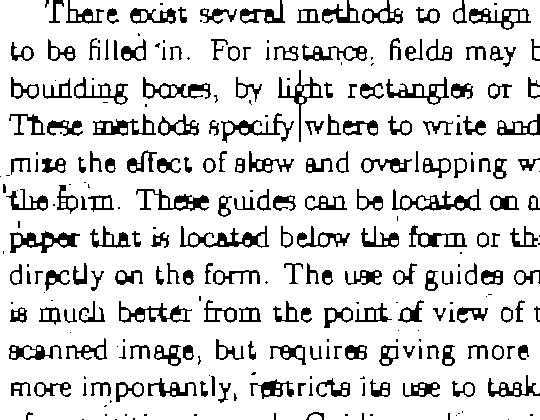 There exist several methods to design
to be filled in. For instance, fields may b
bounding boxes, by light rectangles or b
These methods specify where to write and
mize the effect of skew and overlapping w
the form. These guides can be located on a
paper that is located below the form or th
directly on the form. The use of guides on
is much better from the point of view of t
scanned image, but requires giving more
more importantly, restricts its use to task